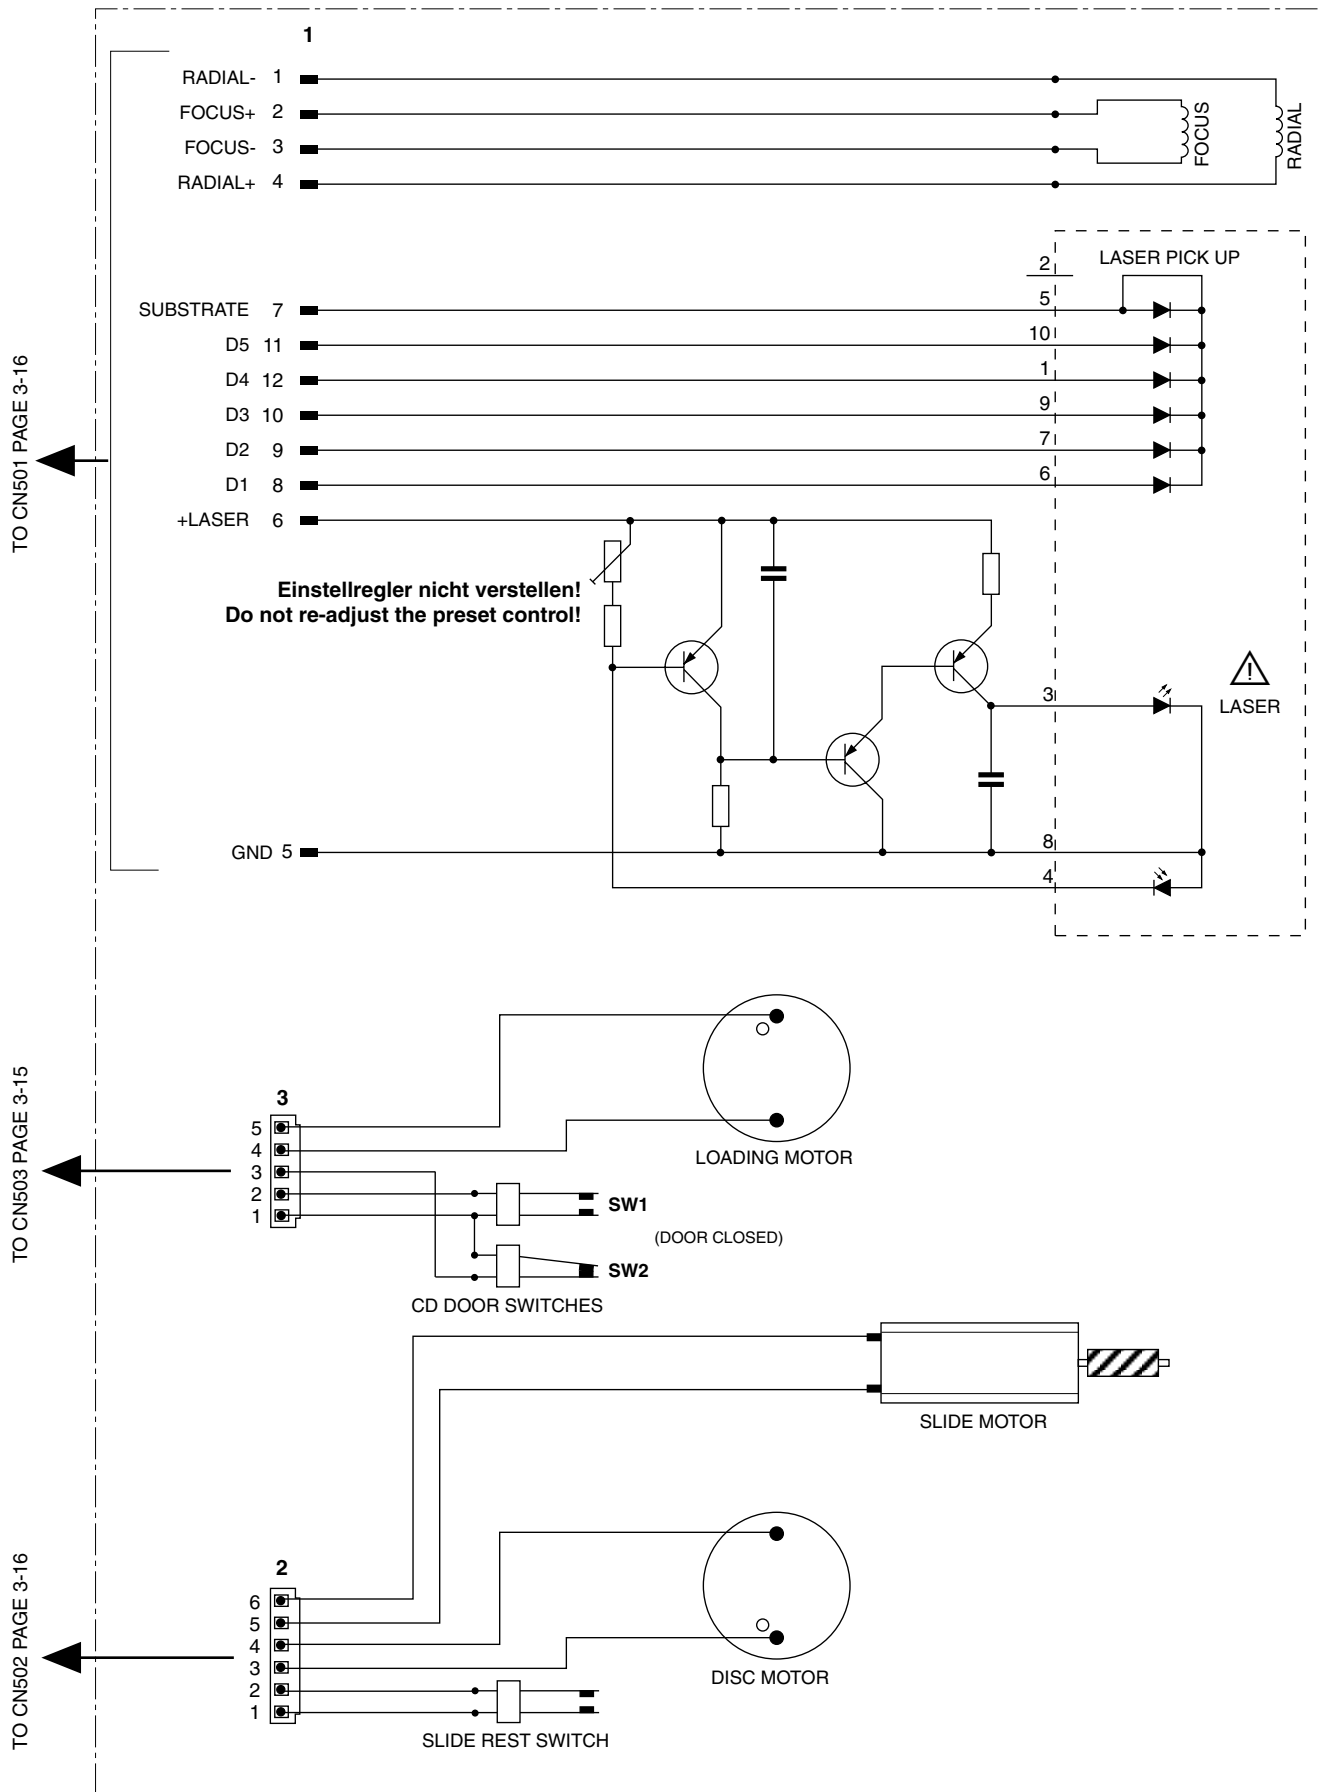 1
RADIAL- 1
FOCUS+ 2
FOCUS- 3
RADIAL+ 4
FOCUS
RADIAL
2
LASER PICK UP
SUBSTRATE 7
5
D5 11
10
D4 12
1
D3 10
9
D2 9
7
D1 8
6
+LASER 6
Einstellregler nicht verstellen!
Do not re-adjust the preset control!
3
!
LASER
GND 5
8
4
TO CN501 PAGE 3-16
3
5
4
3
2
1
LOADING MOTOR
SW1
(DOOR CLOSED)
SW2
CD DOOR SWITCHES
TO CN503 PAGE 3-15
SLIDE MOTOR
2
6
5
4
3
2
1
DISC MOTOR
SLIDE REST SWITCH
TO CN502 PAGE 3-16